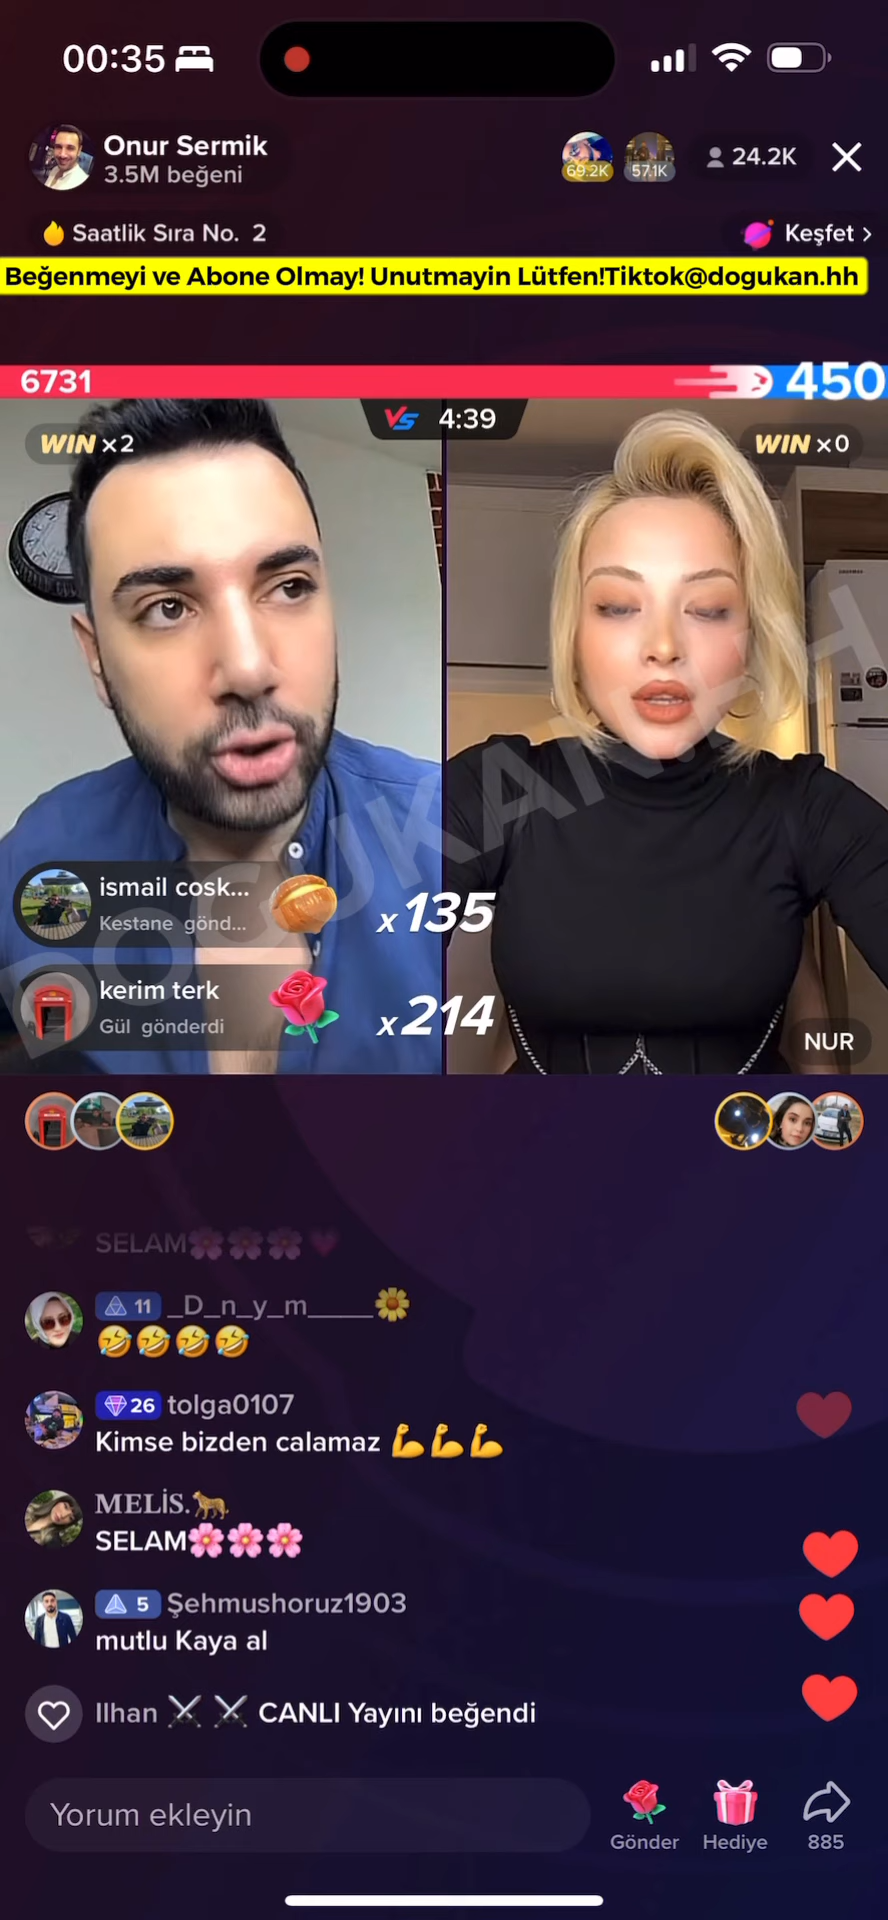 00:35
Onur Sermik
3.5M beğeni
69.2K
57.1K
24.2K
Saatlik Sıra No. 2
Keşfet >
Beğenmeyi ve Abone Olmay! Unutmayin Lütfen!Tiktok@dogukan.hh
6731
450
VS 4:39
WIN x2
WIN x0
DOGUKAN.HH
ismail cosk...
Kestane gönd...
x135
kerim terk
Gül gönderdi
x214
NUR
SELAM🌸🌸🌸💗
11 _D_n_y_m____🌼
🤣🤣🤣🤣
26 tolga0107
Kimse bizden calamaz 💪💪💪
MELİS.🐆
SELAM🌸🌸🌸
5 Şehmushoruz1903
mutlu Kaya al
Ilhan ⚔️ ⚔️ CANLI Yayını beğendi
Yorum ekleyin
Gönder
Hediye
885